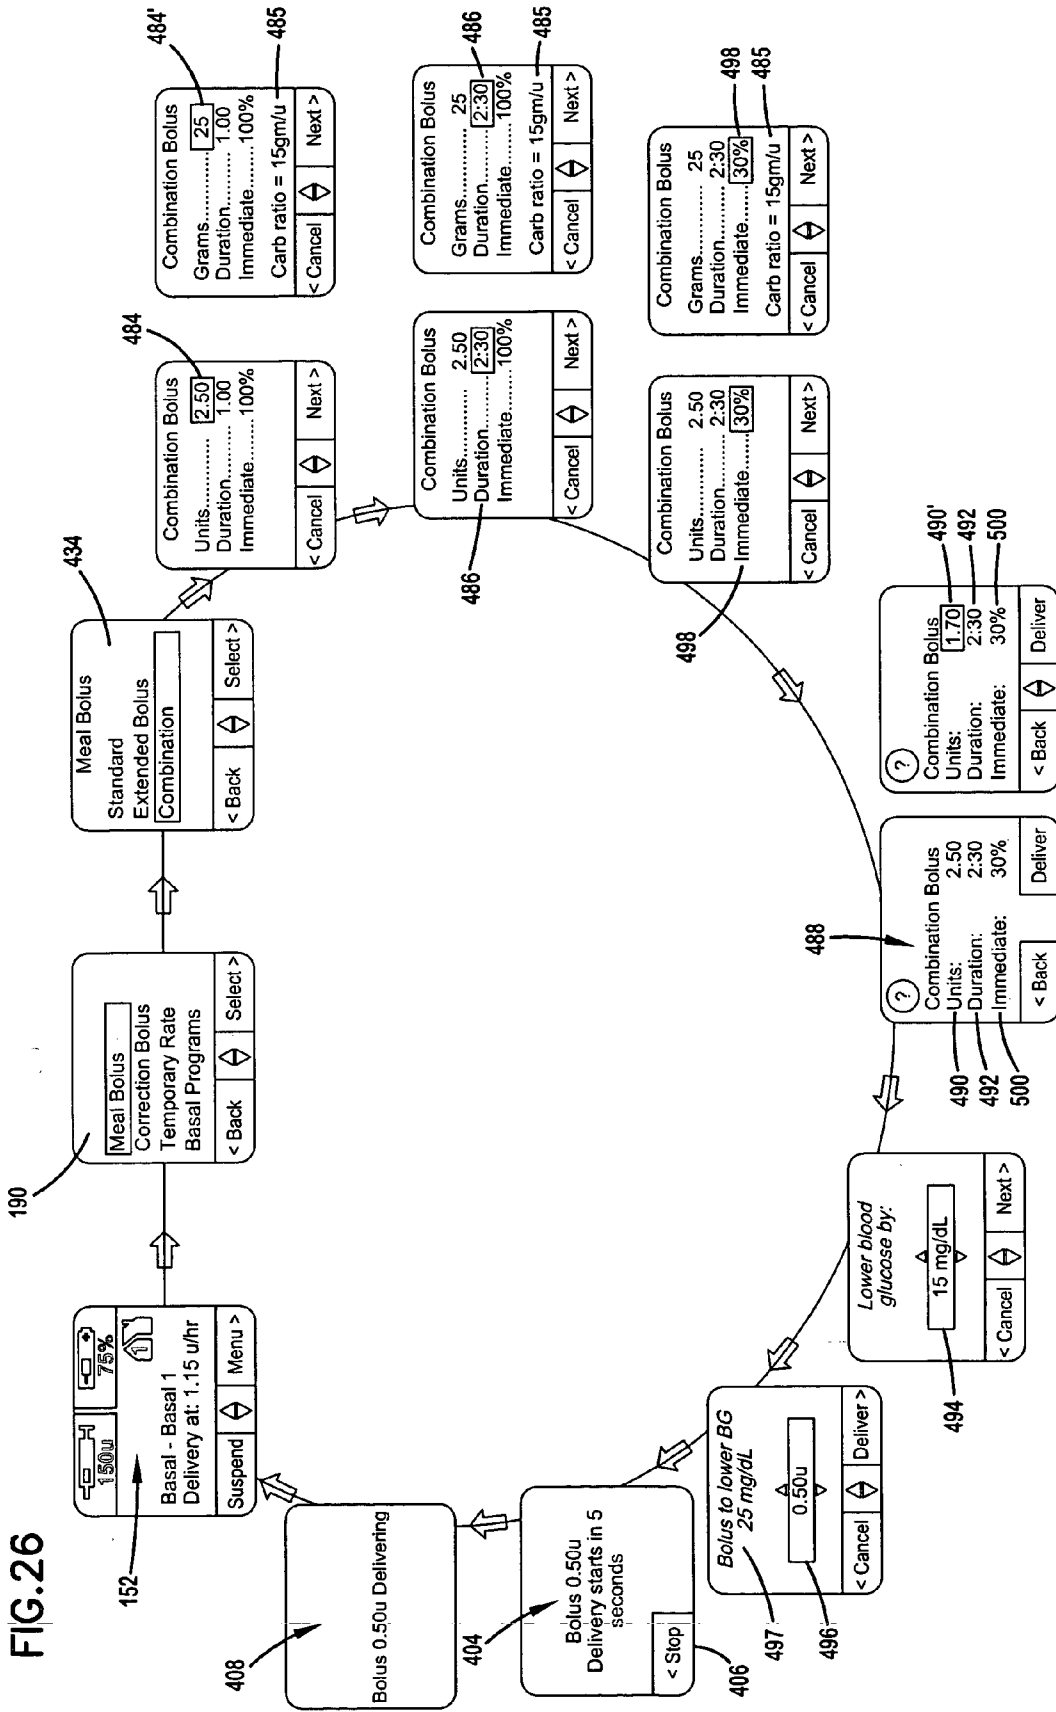 FIG.26
190
Meal Bolus
Correction Bolus
Temporary Rate
Basal Programs
< Back
Select >
434
Meal Bolus
Standard
Extended Bolus
Combination
< Back
Select >
484
Combination Bolus
Units............ 2.50
Duration......... 1.00
Immediate....... 100%
< Cancel
Next >
484'
Combination Bolus
Grams............ 25
Duration......... 1.00
Immediate....... 100%
Carb ratio = 15gm/u
485
< Cancel
Next >
486
Combination Bolus
Units............ 2.50
Duration......... 2:30
Immediate....... 100%
< Cancel
Next >
486
Combination Bolus
Grams............ 25
Duration......... 2:30
Immediate....... 100%
Carb ratio = 15gm/u
485
< Cancel
Next >
498
Combination Bolus
Units............ 2.50
Duration......... 2:30
Immediate....... 30%
< Cancel
Next >
498
Combination Bolus
Grams............ 25
Duration......... 2:30
Immediate....... 30%
Carb ratio = 15gm/u
485
< Cancel
Next >
488
?
Combination Bolus
Units: 2.50
Duration: 2:30
Immediate: 30%
< Back
Deliver
490
492
500
?
Combination Bolus
Units: 1.70
Duration: 2:30
Immediate: 30%
< Back
Deliver
490'
492
500
Lower blood
glucose by:
15 mg/dL
< Cancel
Next >
494
Bolus to lower BG
25 mg/dL
0.50u
< Cancel
Deliver >
497
496
404
Bolus 0.50u
Delivery starts in 5
seconds
< Stop
406
408
Bolus 0.50u Delivering
152
150u
75%
1
Basal - Basal 1
Delivery at: 1.15 u/hr
Suspend
Menu >